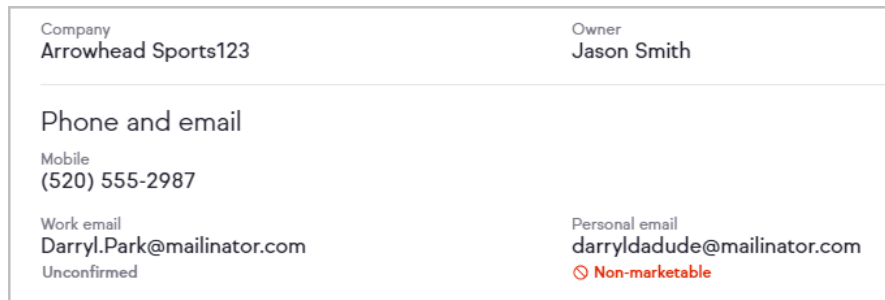 Company
Arrowhead Sports123
Owner
Jason Smith
Phone and email
Mobile
(520) 555-2987
Work email
Darryl.Park@mailinator.com
Unconfirmed
Personal email
darryldadude@mailinator.com
Non-marketable